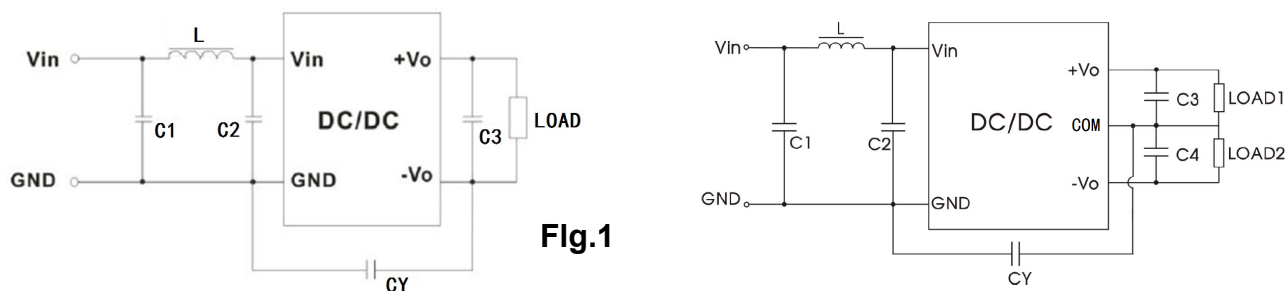 L
Vin
Vin
+Vo
C1
C2
DC/DC
C3
LOAD
GND
GND
-Vo
CY
FIg.1
L
Vin
Vin
+Vo
C3
LOAD1
C1
C2
DC/DC
COM
C4
LOAD2
-Vo
GND
GND
CY